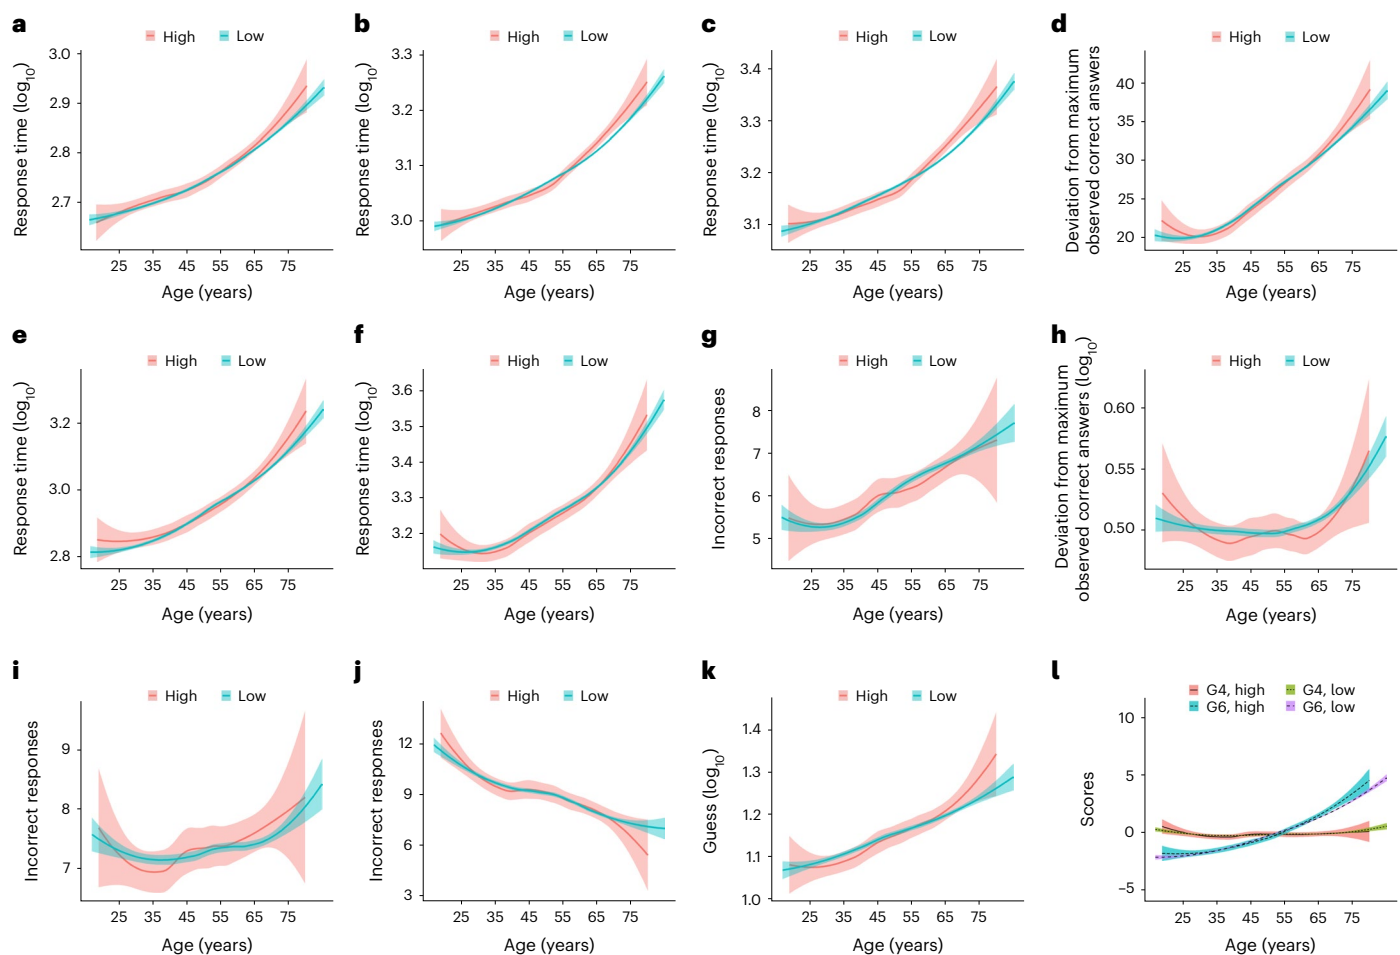 a
High Low
Response time (log10)
3.0
2.9
2.8
2.7
25 35 45 55 65 75
Age (years)
b
High Low
Response time (log10)
3.3
3.2
3.1
3.0
25 35 45 55 65 75
Age (years)
c
High Low
Response time (log10)
3.4
3.3
3.2
3.1
25 35 45 55 65 75
Age (years)
d
High Low
Deviation from maximum
observed correct answers
40
35
30
25
20
25 35 45 55 65 75
Age (years)
e
High Low
Response time (log10)
3.2
3.0
2.8
25 35 45 55 65 75
Age (years)
f
High Low
Response time (log10)
3.6
3.5
3.4
3.3
3.2
25 35 45 55 65 75
Age (years)
g
High Low
Incorrect responses
8
7
6
5
25 35 45 55 65 75
Age (years)
h
High Low
Deviation from maximum
observed correct answers (log10)
0.60
0.55
0.50
25 35 45 55 65 75
Age (years)
i
High Low
Incorrect responses
9
8
7
25 35 45 55 65 75
Age (years)
j
High Low
Incorrect responses
12
9
6
3
25 35 45 55 65 75
Age (years)
k
High Low
Guess (log10)
1.4
1.3
1.2
1.1
1.0
25 35 45 55 65 75
Age (years)
l
G4, high G4, low
G6, high G6, low
Scores
10
5
0
−5
25 35 45 55 65 75
Age (years)